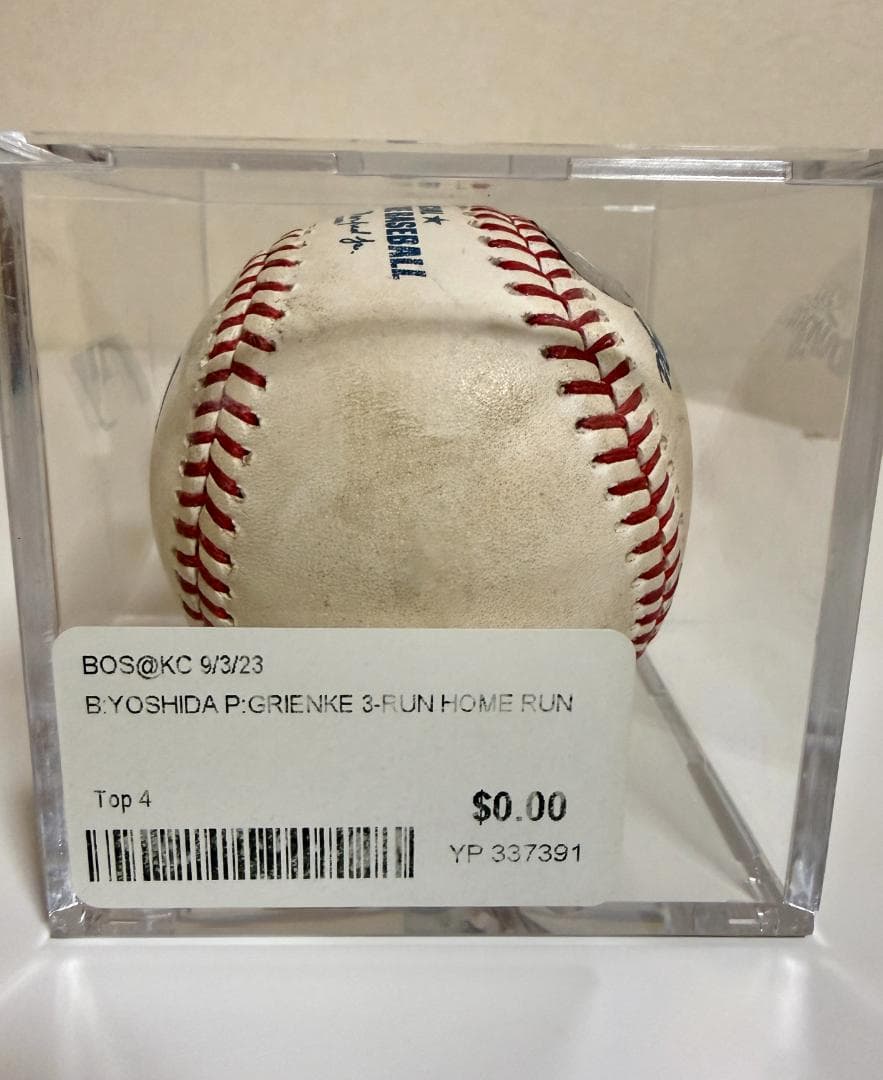 BASEBALL
BOS@KC 9/3/23
B:YOSHIDA P:GRIENKE 3-RUN HOME RUN
Top 4
$0.00
YP 337391